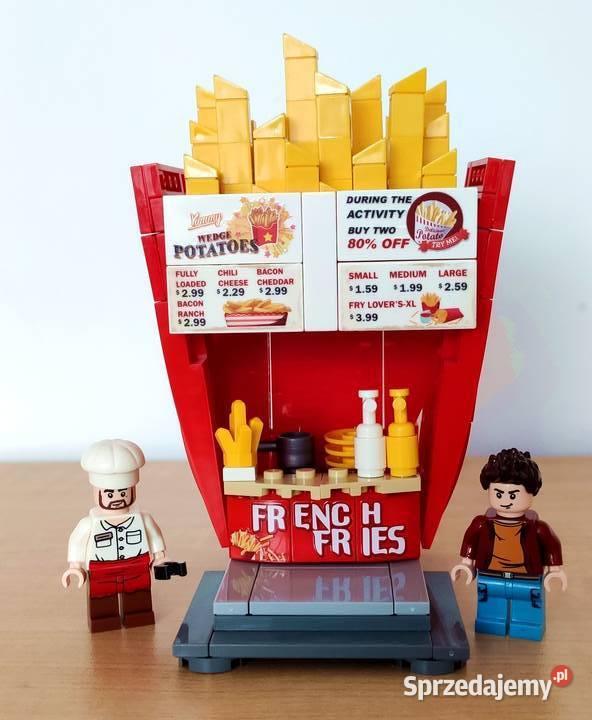 Yummy
WEDGE
POTATOES
FULLY LOADED $2.99
CHILI CHEESE $2.29
BACON CHEDDAR $2.99
BACON RANCH $2.99
DURING THE
ACTIVITY
BUY TWO
80% OFF
Delicious
Potato
TRY ME!
SMALL $1.59
MEDIUM $1.99
LARGE $2.59
FRY LOVER'S-XL
$3.99
FRENCH
FRIES
Sprzedajemy.pl